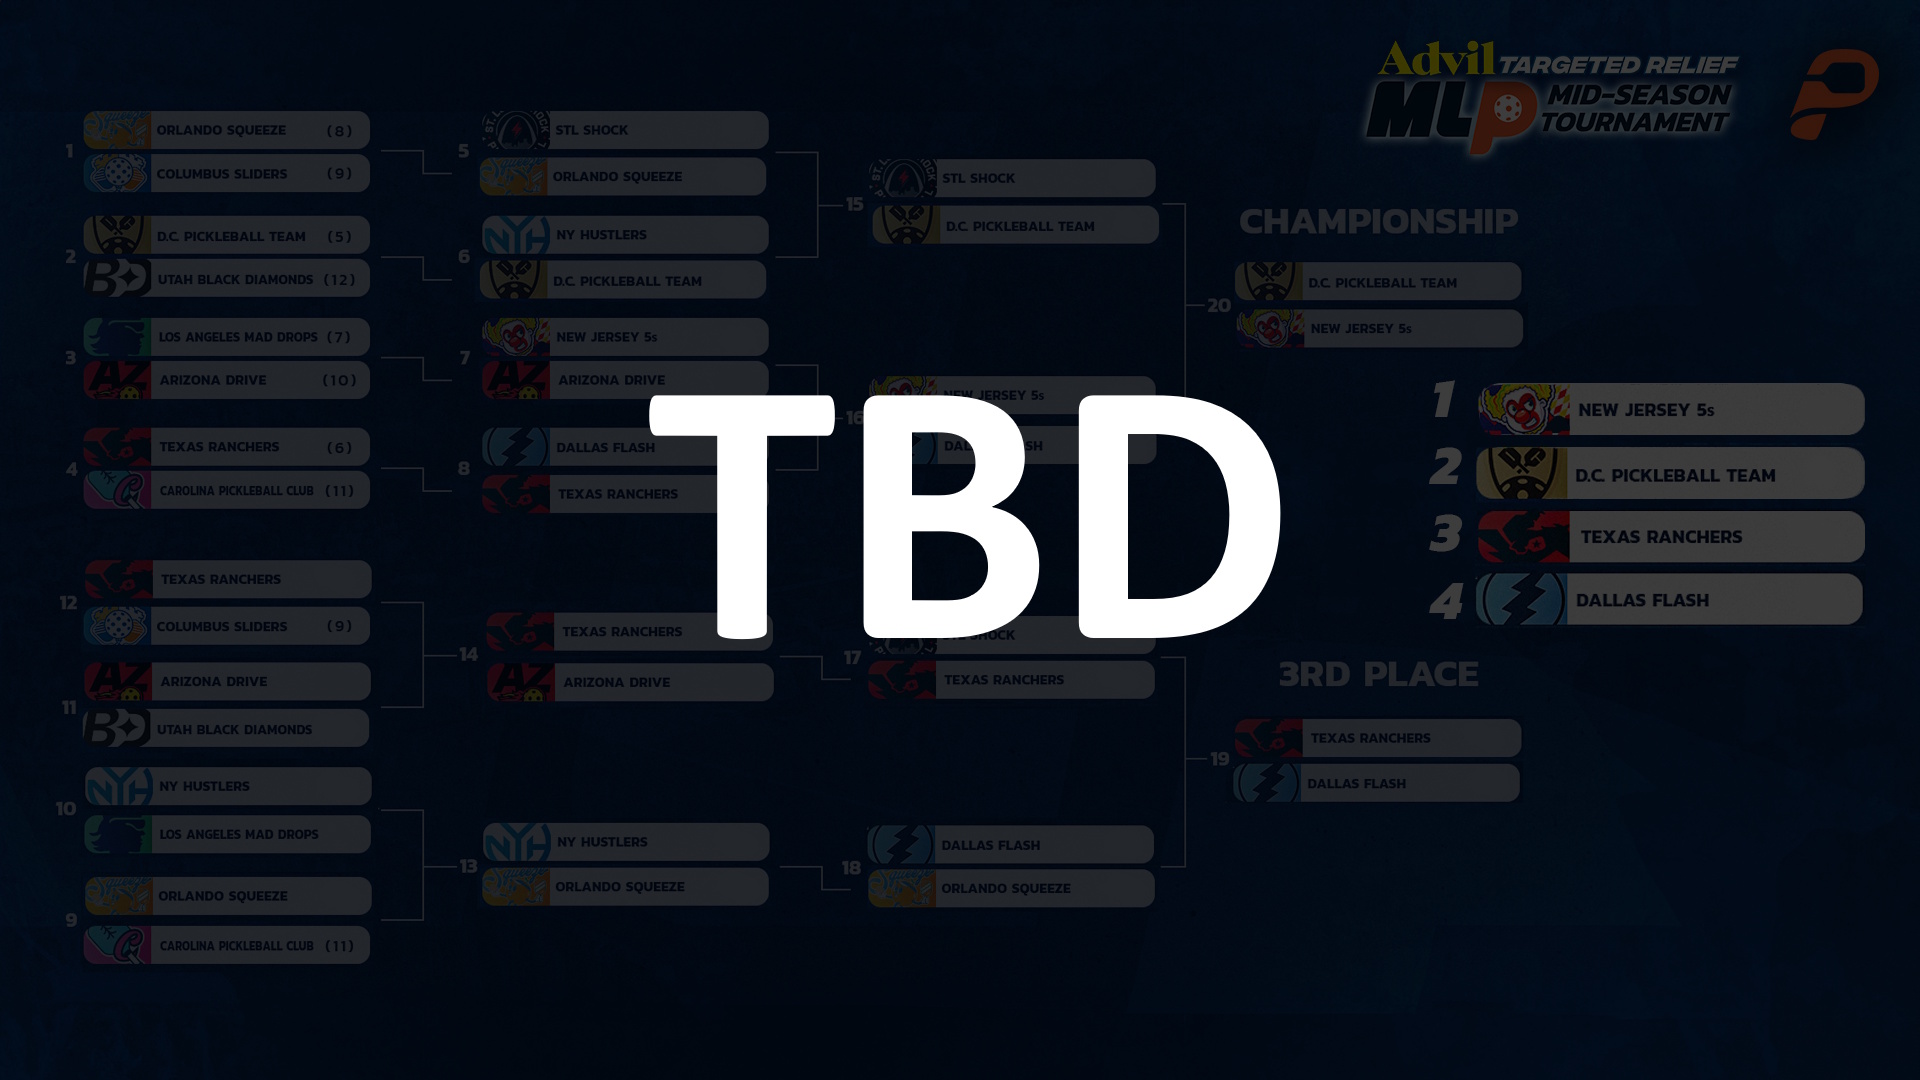 Advil TARGETED RELIEF
MLP MID-SEASON
TOURNAMENT
1
ORLANDO SQUEEZE (8)
COLUMBUS SLIDERS (9)
2
D.C. PICKLEBALL TEAM (5)
UTAH BLACK DIAMONDS (12)
3
LOS ANGELES MAD DROPS (7)
ARIZONA DRIVE (10)
4
TEXAS RANCHERS (6)
CAROLINA PICKLEBALL CLUB (11)
5
STL SHOCK
ORLANDO SQUEEZE
6
NY HUSTLERS
D.C. PICKLEBALL TEAM
7
NEW JERSEY 5s
ARIZONA DRIVE
8
DALLAS FLASH
TEXAS RANCHERS
15
STL SHOCK
D.C. PICKLEBALL TEAM
16
NEW JERSEY 5s
CHAMPIONSHIP
20
D.C. PICKLEBALL TEAM
NEW JERSEY 5s
TBD
1 NEW JERSEY 5s
2 D.C. PICKLEBALL TEAM
3 TEXAS RANCHERS
4 DALLAS FLASH
12
TEXAS RANCHERS
COLUMBUS SLIDERS (9)
11
ARIZONA DRIVE
UTAH BLACK DIAMONDS
10
NY HUSTLERS
LOS ANGELES MAD DROPS
9
ORLANDO SQUEEZE
CAROLINA PICKLEBALL CLUB (11)
14
TEXAS RANCHERS
ARIZONA DRIVE
13
NY HUSTLERS
ORLANDO SQUEEZE
17
SHOCK
TEXAS RANCHERS
18
DALLAS FLASH
ORLANDO SQUEEZE
3RD PLACE
19
TEXAS RANCHERS
DALLAS FLASH